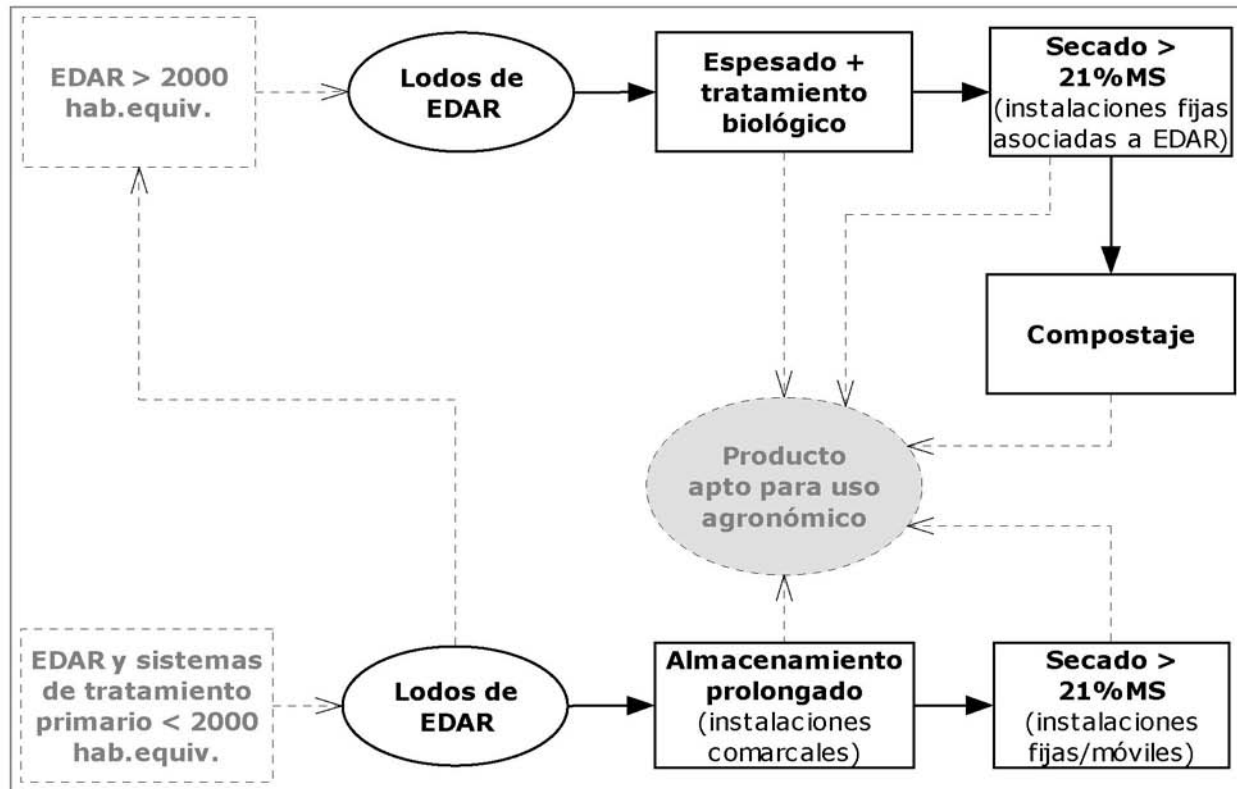 EDAR > 2000
hab.equiv.
Lodos de
EDAR
Espesado +
tratamiento
biológico
Secado >
21%MS
(instalaciones fijas
asociadas a EDAR)
Compostaje
Producto
apto para uso
agronómico
EDAR y sistemas
de tratamiento
primario < 2000
hab.equiv.
Lodos de
EDAR
Almacenamiento
prolongado
(instalaciones
comarcales)
Secado >
21%MS
(instalaciones
fijas/móviles)